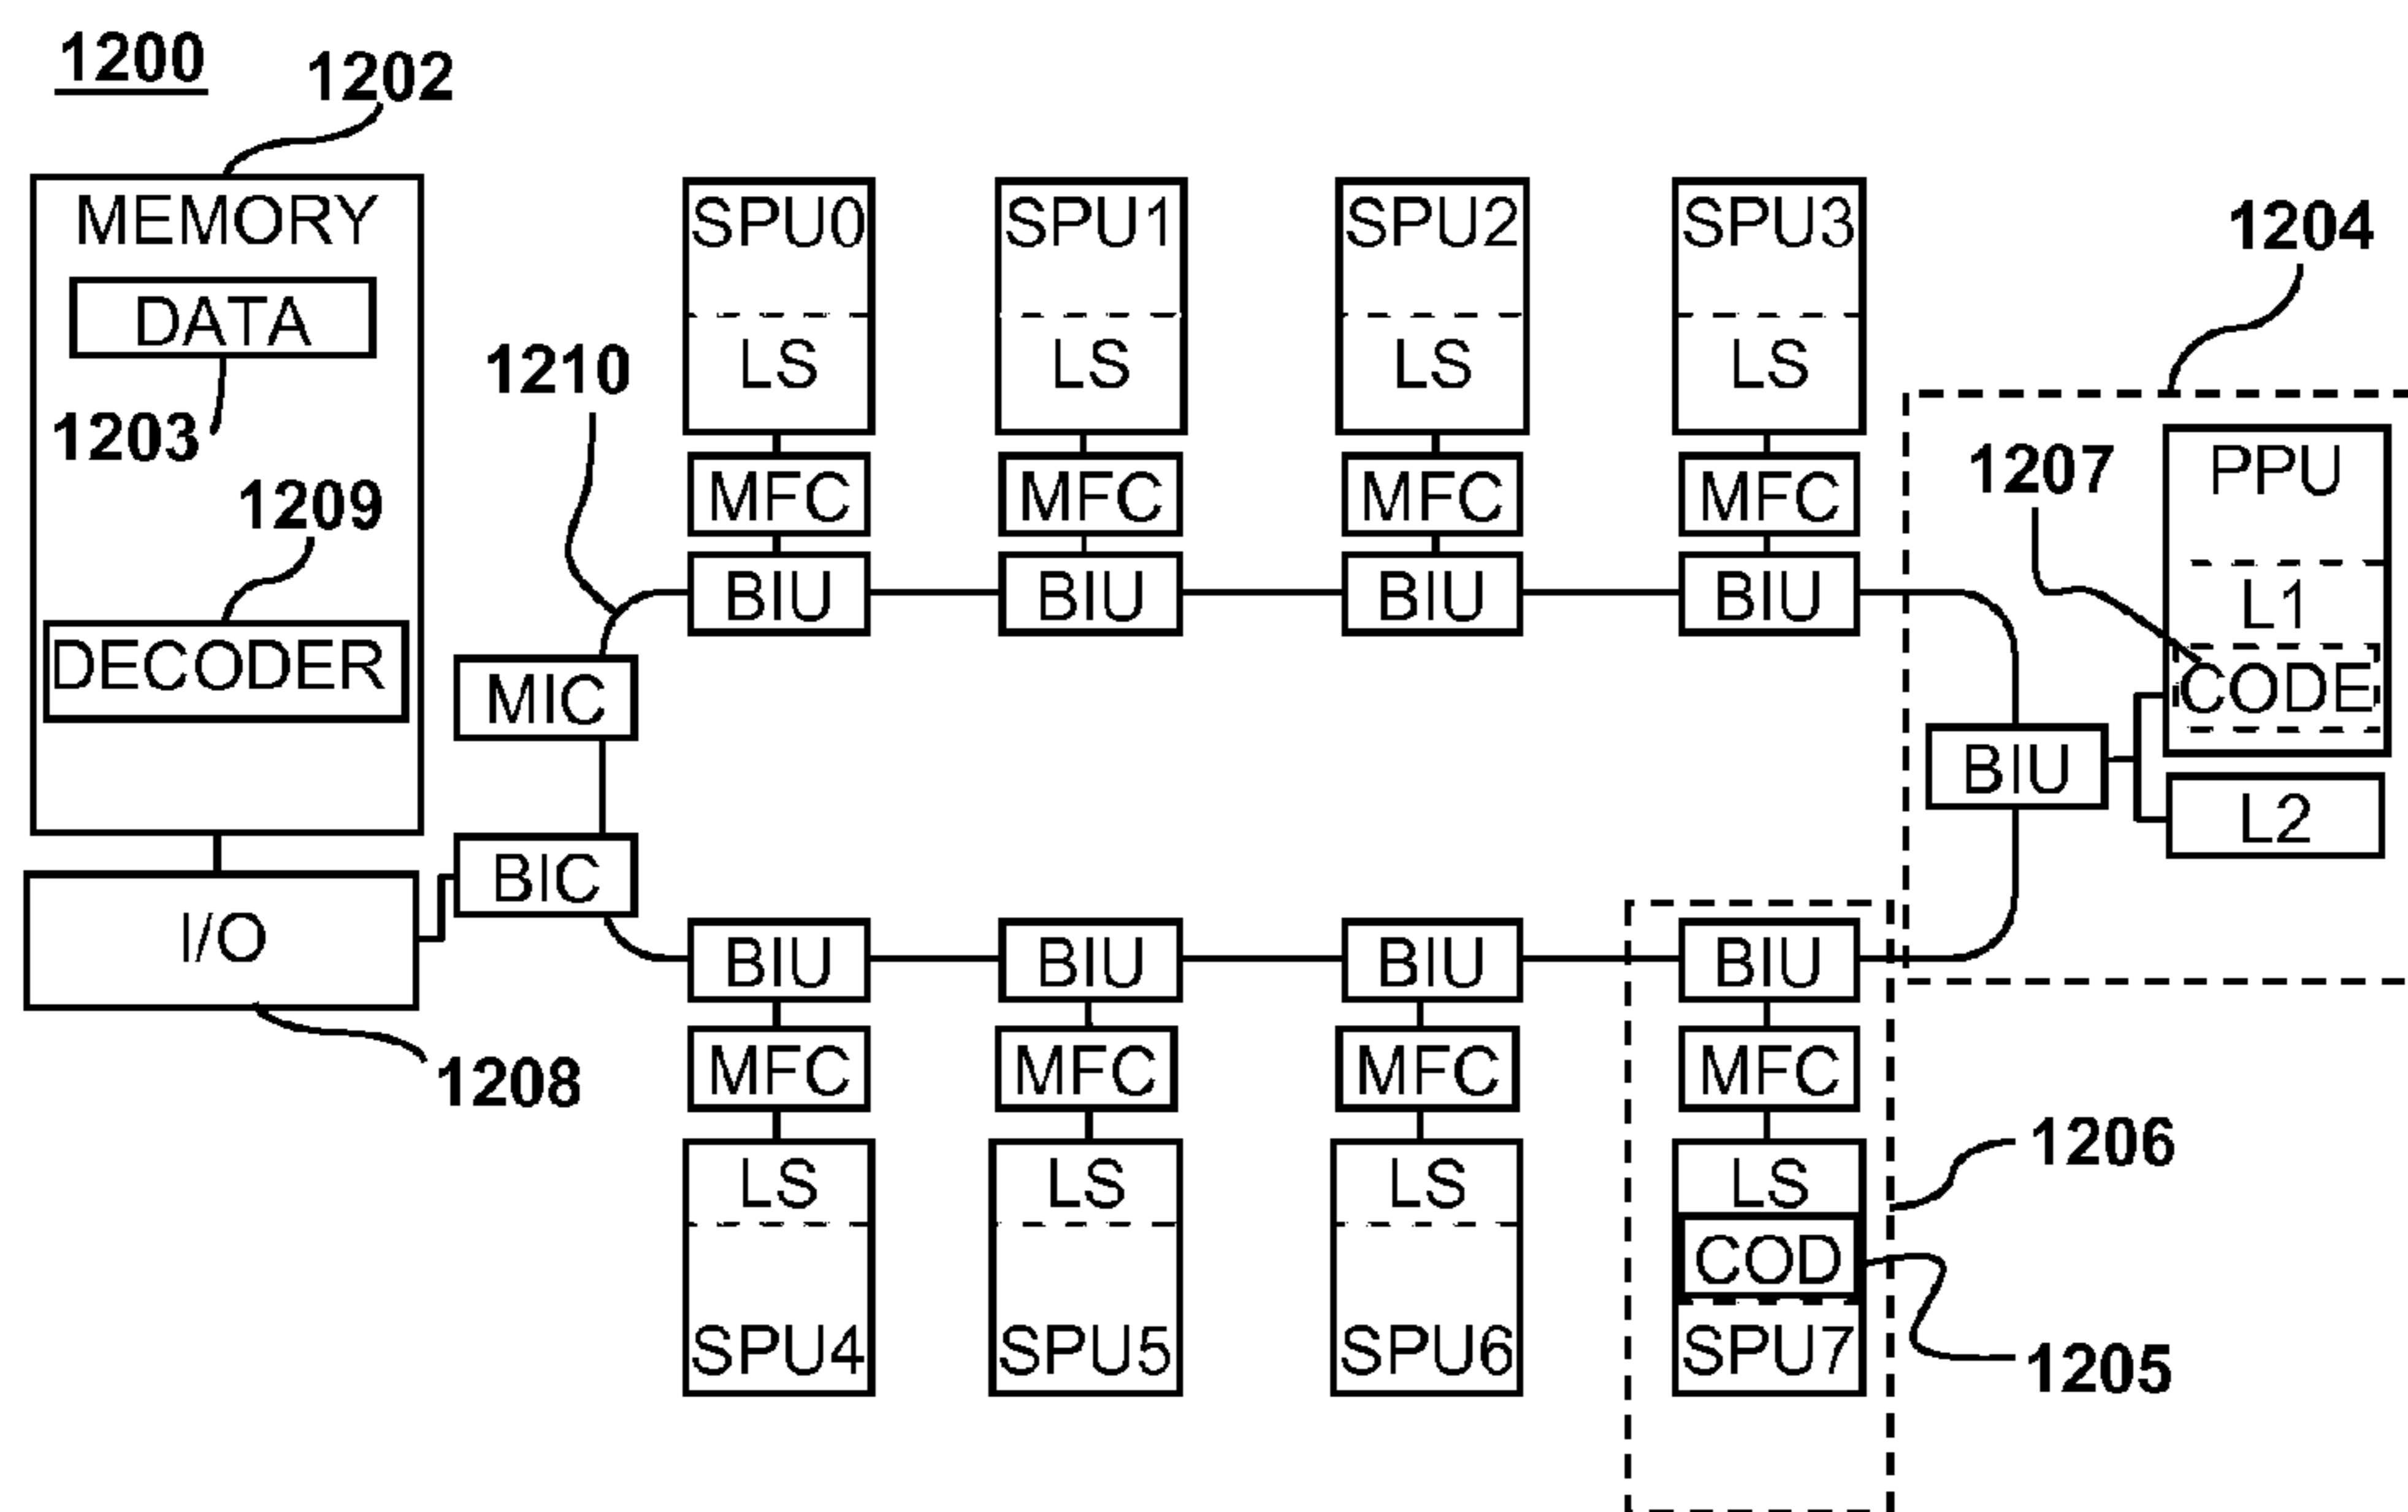 1200
1202
MEMORY
DATA
1203
1209
DECODER
I/O
1208
1210
MIC
BIC
SPU0
LS
MFC
BIU
SPU1
LS
MFC
BIU
SPU2
LS
MFC
BIU
SPU3
LS
MFC
BIU
1204
1207
PPU
L1
CODE
BIU
L2
BIU
MFC
LS
SPU4
BIU
MFC
LS
SPU5
BIU
MFC
LS
SPU6
BIU
MFC
LS
COD
SPU7
1206
1205